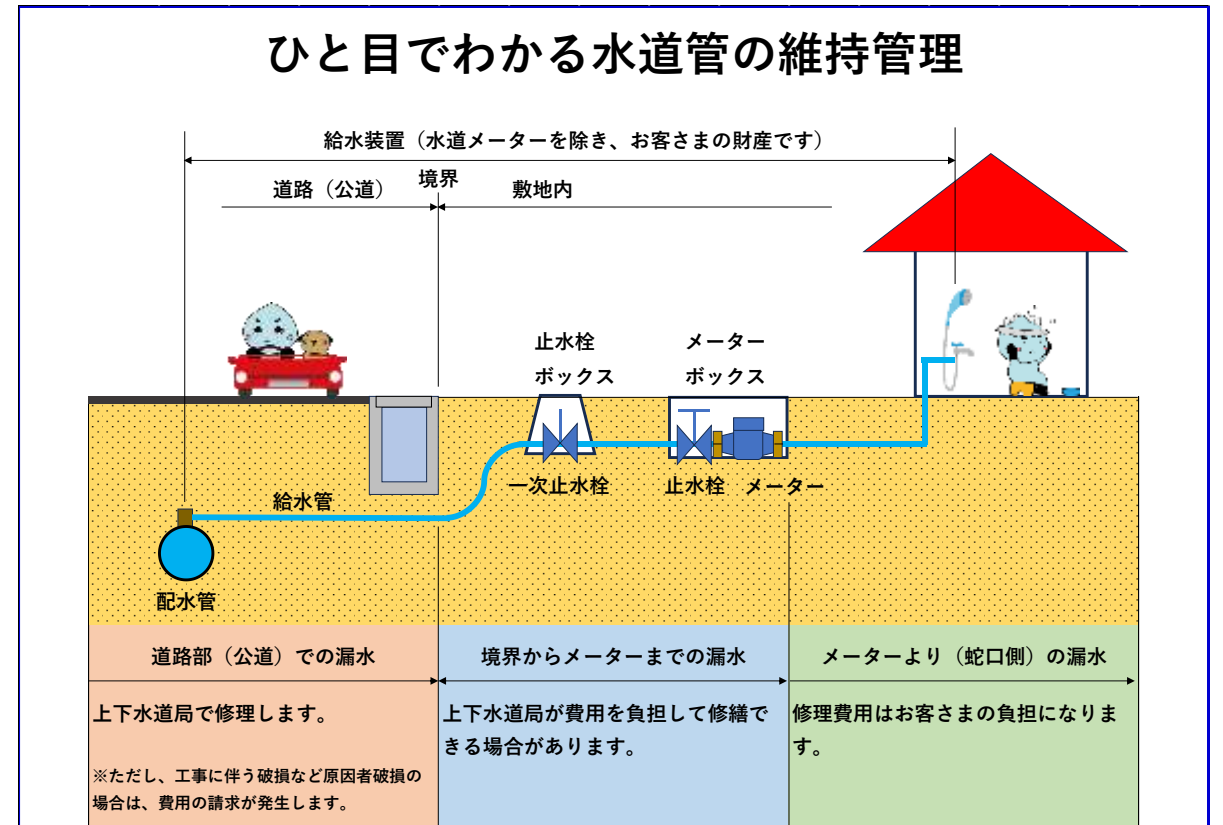 ひと目でわかる水道管の維持管理
給水装置（水道メーターを除き、お客さまの財産です）
道路（公道）
境界
敷地内
止水栓
ボックス
メーター
ボックス
一次止水栓
止水栓
メーター
給水管
配水管
道路部（公道）での漏水
上下水道局で修理します。
※ただし、工事に伴う破損など原因者破損の
場合は、費用の請求が発生します。
境界からメーターまでの漏水
上下水道局が費用を負担して修繕で
きる場合があります。
メーターより（蛇口側）の漏水
修理費用はお客さまの負担になりま
す。